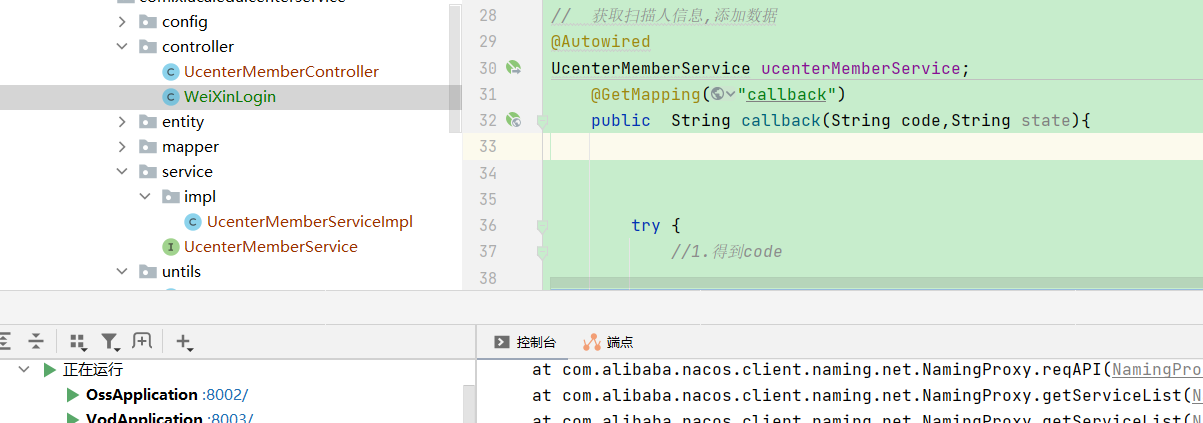 config
controller
UcenterMemberController
WeiXinLogin
entity
mapper
service
impl
UcenterMemberServiceImpl
UcenterMemberService
untils
28 // 获取扫描人信息,添加数据
29 @Autowired
30 UcenterMemberService ucenterMemberService;
31 @GetMapping("callback")
32 public String callback(String code,String state){
33
34
35
36 try {
37 //1.得到code
38
正在运行
OssApplication :8002/
VodApplication :8003/
控制台 端点
at com.alibaba.nacos.client.naming.net.NamingProxy.reqAPI(NamingPro
at com.alibaba.nacos.client.naming.net.NamingProxy.getServiceList(N
at com.alibaba.nacos.client.naming.net.NamingProxy.getServiceList(N